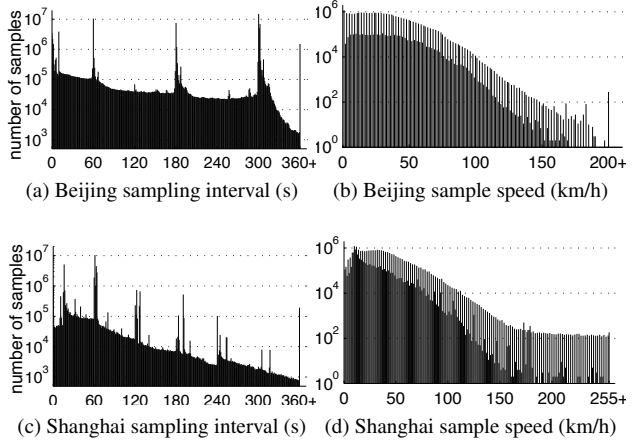 number of samples
10^7
10^6
10^5
10^4
10^3
0 60 120 180 240 300 360+
(a) Beijing sampling interval (s)
10^6
10^4
10^2
10^0
0 50 100 150 200+
(b) Beijing sample speed (km/h)
number of samples
10^7
10^6
10^5
10^4
10^3
0 60 120 180 240 300 360+
(c) Shanghai sampling interval (s)
10^6
10^4
10^2
10^0
0 50 100 150 200 255+
(d) Shanghai sample speed (km/h)